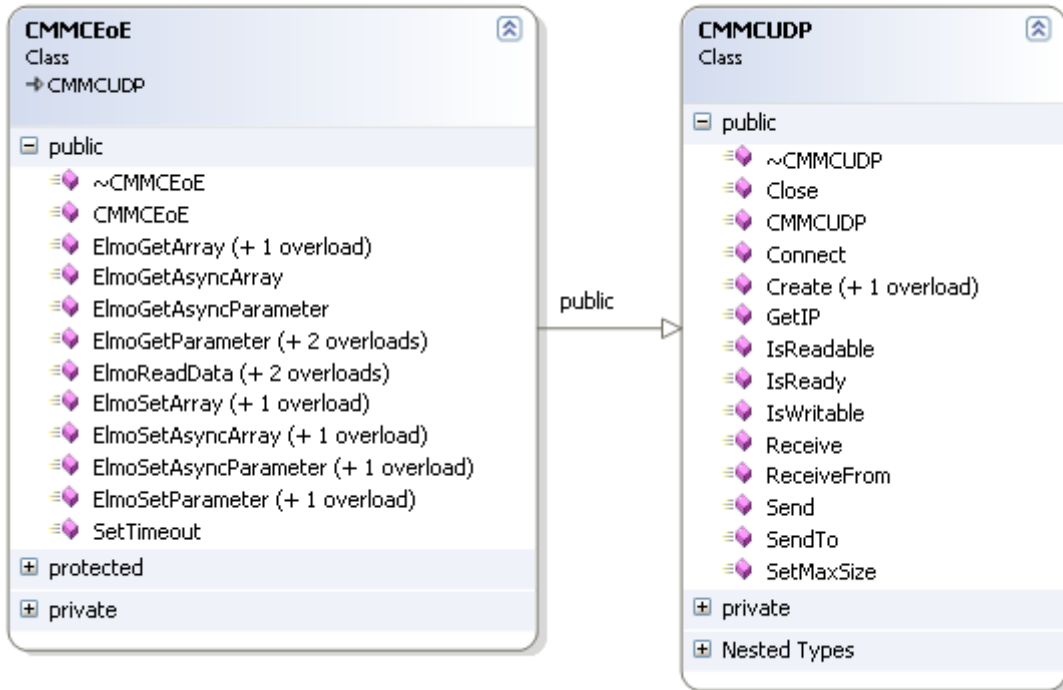 CMMCEoE
Class
CMMCUDP
public
~CMMCEoE
CMMCEoE
ElmoGetArray (+ 1 overload)
ElmoGetAsyncArray
ElmoGetAsyncParameter
ElmoGetParameter (+ 2 overloads)
ElmoReadData (+ 2 overloads)
ElmoSetArray (+ 1 overload)
ElmoSetAsyncArray (+ 1 overload)
ElmoSetAsyncParameter (+ 1 overload)
ElmoSetParameter (+ 1 overload)
SetTimeout
protected
private
public
CMMCUDP
Class
public
~CMMCUDP
Close
CMMCUDP
Connect
Create (+ 1 overload)
GetIP
IsReadable
IsReady
IsWritable
Receive
ReceiveFrom
Send
SendTo
SetMaxSize
private
Nested Types